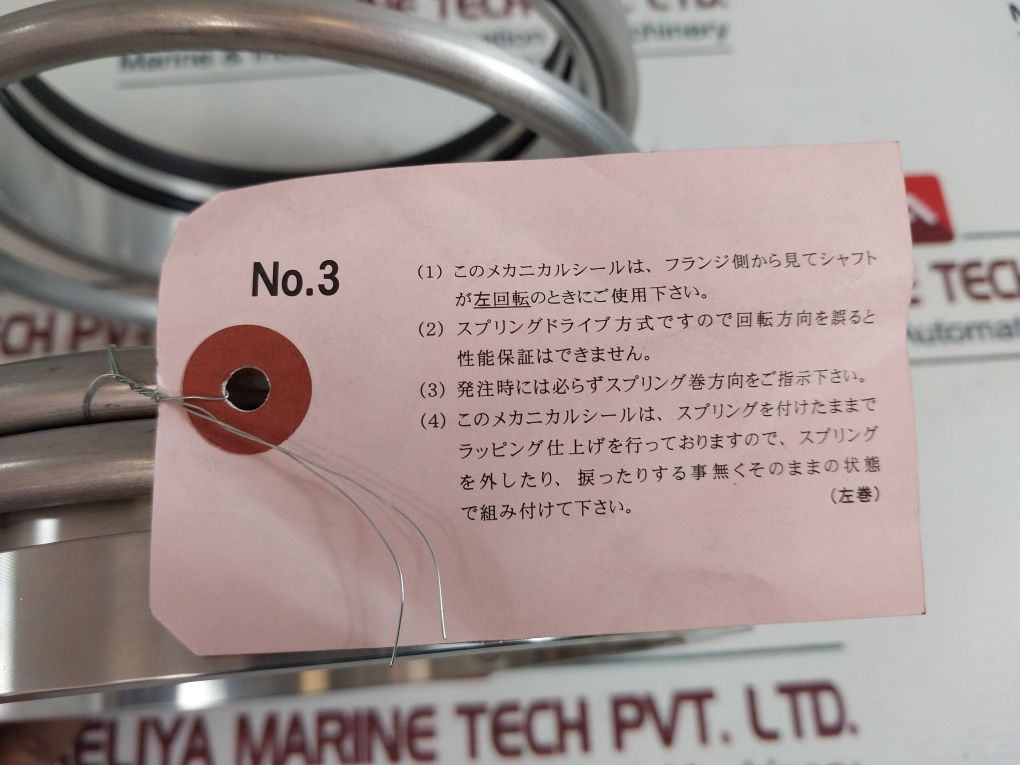 MARINE TECH PVT. LTD.
Marine &
No.3
(1) このメカニカルシールは、フランジ側から見てシャフト
が左回転のときにご使用下さい。
(2) スプリングドライブ方式ですので回転方向を誤ると
性能保証はできません。
(3) 発注時には必らずスプリング巻方向をご指示下さい。
(4) このメカニカルシールは、スプリングを付けたままで
ラッピング仕上げを行っておりますので、スプリング
を外したり、捩ったりする事無くそのままの状態
で組み付けて下さい。
(左巻)
ELIYA MARINE TECH PVT. LTD.